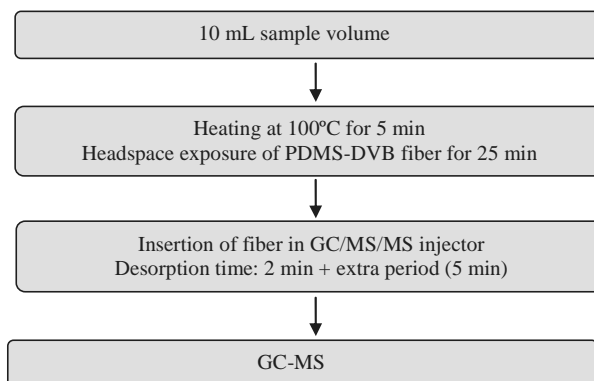 10 mL sample volume
Heating at 100ºC for 5 min
Headspace exposure of PDMS-DVB fiber for 25 min
Insertion of fiber in GC/MS/MS injector
Desorption time: 2 min + extra period (5 min)
GC-MS